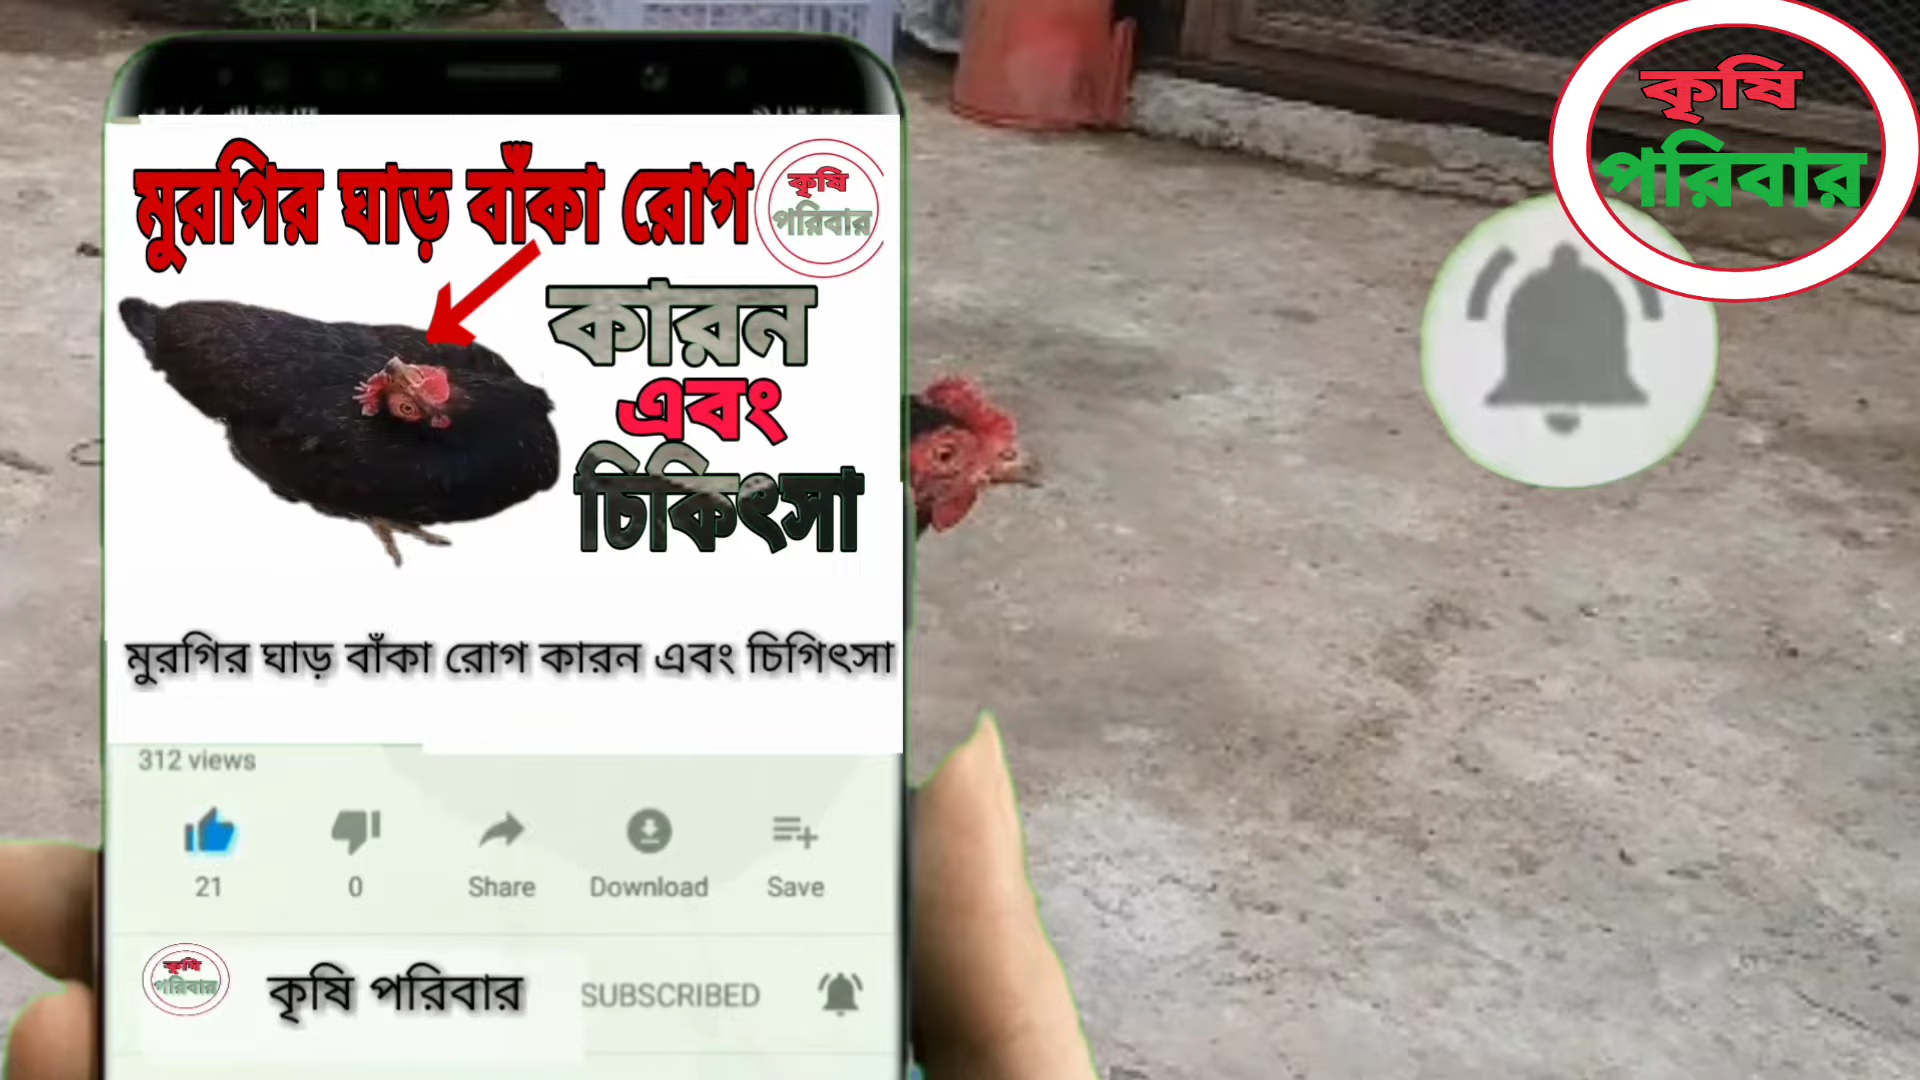 মুরগির ঘাড় বাঁকা রোগ
কৃষি
পরিবার
কারন
এবং
চিকিৎসা
মুরগির ঘাড় বাঁকা রোগ কারন এবং চিগিৎসা
312 views
21
0
Share
Download
Save
কৃষি
পরিবার
কৃষি পরিবার
SUBSCRIBED
কৃষি
পরিবার